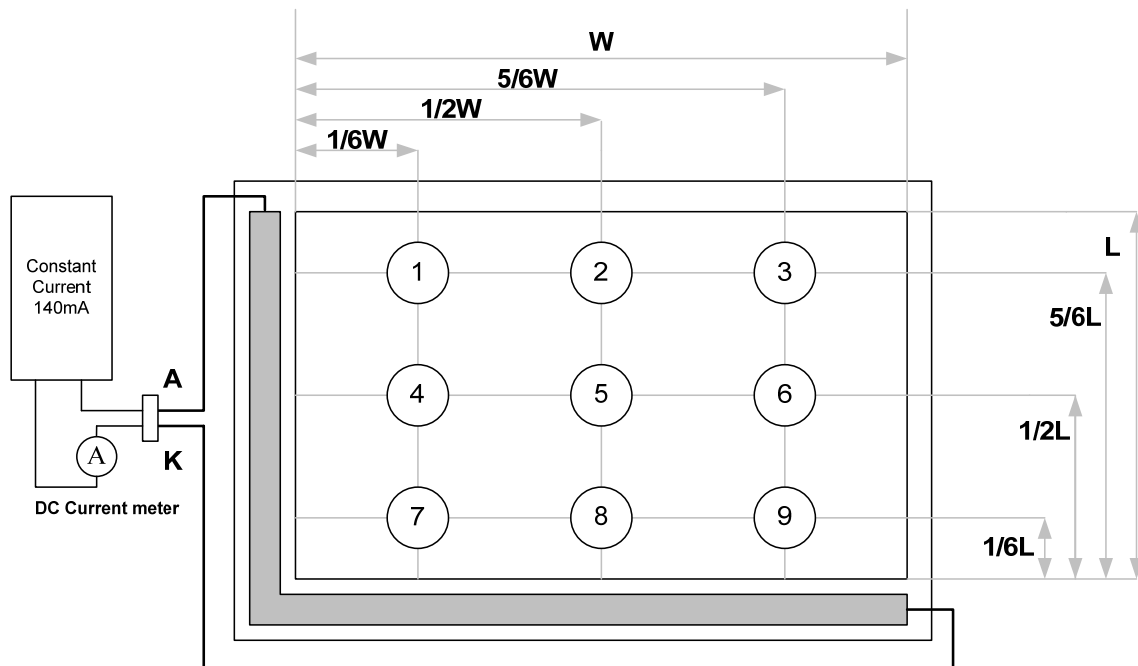 W
5/6W
1/2W
1/6W
Constant
Current
140mA
A
K
A
DC Current meter
1
2
3
4
5
6
7
8
9
L
5/6L
1/2L
1/6L